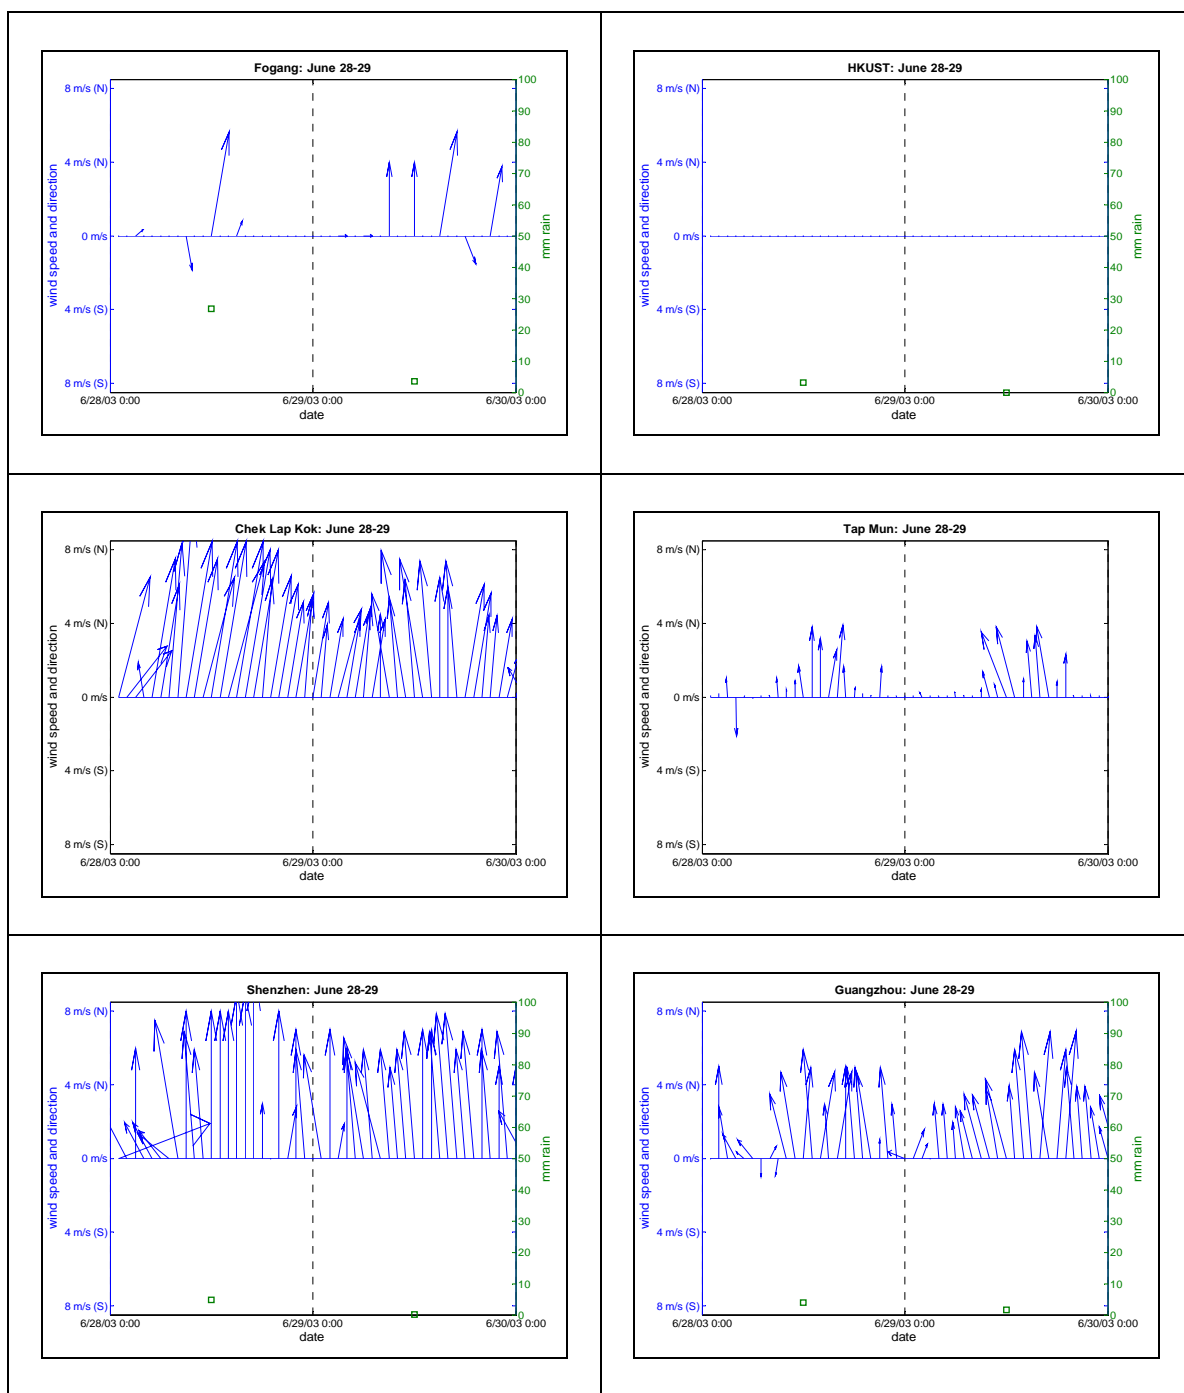 Fogang: June 28-29
8 m/s (N)
4 m/s (N)
0 m/s
4 m/s (S)
8 m/s (S)
wind speed and direction
100
90
80
70
60
50
40
30
20
10
0
mm rain
6/28/03 0:00
6/29/03 0:00
6/30/03 0:00
date
HKUST: June 28-29
8 m/s (N)
4 m/s (N)
0 m/s
4 m/s (S)
8 m/s (S)
wind speed and direction
100
90
80
70
60
50
40
30
20
10
0
mm rain
6/28/03 0:00
6/29/03 0:00
6/30/03 0:00
date
Chek Lap Kok: June 28-29
8 m/s (N)
4 m/s (N)
0 m/s
4 m/s (S)
8 m/s (S)
wind speed and direction
6/28/03 0:00
6/29/03 0:00
6/30/03 0:00
date
Tap Mun: June 28-29
8 m/s (N)
4 m/s (N)
0 m/s
4 m/s (S)
8 m/s (S)
wind speed and direction
6/28/03 0:00
6/29/03 0:00
6/30/03 0:00
date
Shenzhen: June 28-29
8 m/s (N)
4 m/s (N)
0 m/s
4 m/s (S)
8 m/s (S)
wind speed and direction
100
90
80
70
60
50
40
30
20
10
0
mm rain
6/28/03 0:00
6/29/03 0:00
6/30/03 0:00
date
Guangzhou: June 28-29
8 m/s (N)
4 m/s (N)
0 m/s
4 m/s (S)
8 m/s (S)
wind speed and direction
100
90
80
70
60
50
40
30
20
10
0
mm rain
6/28/03 0:00
6/29/03 0:00
6/30/03 0:00
date